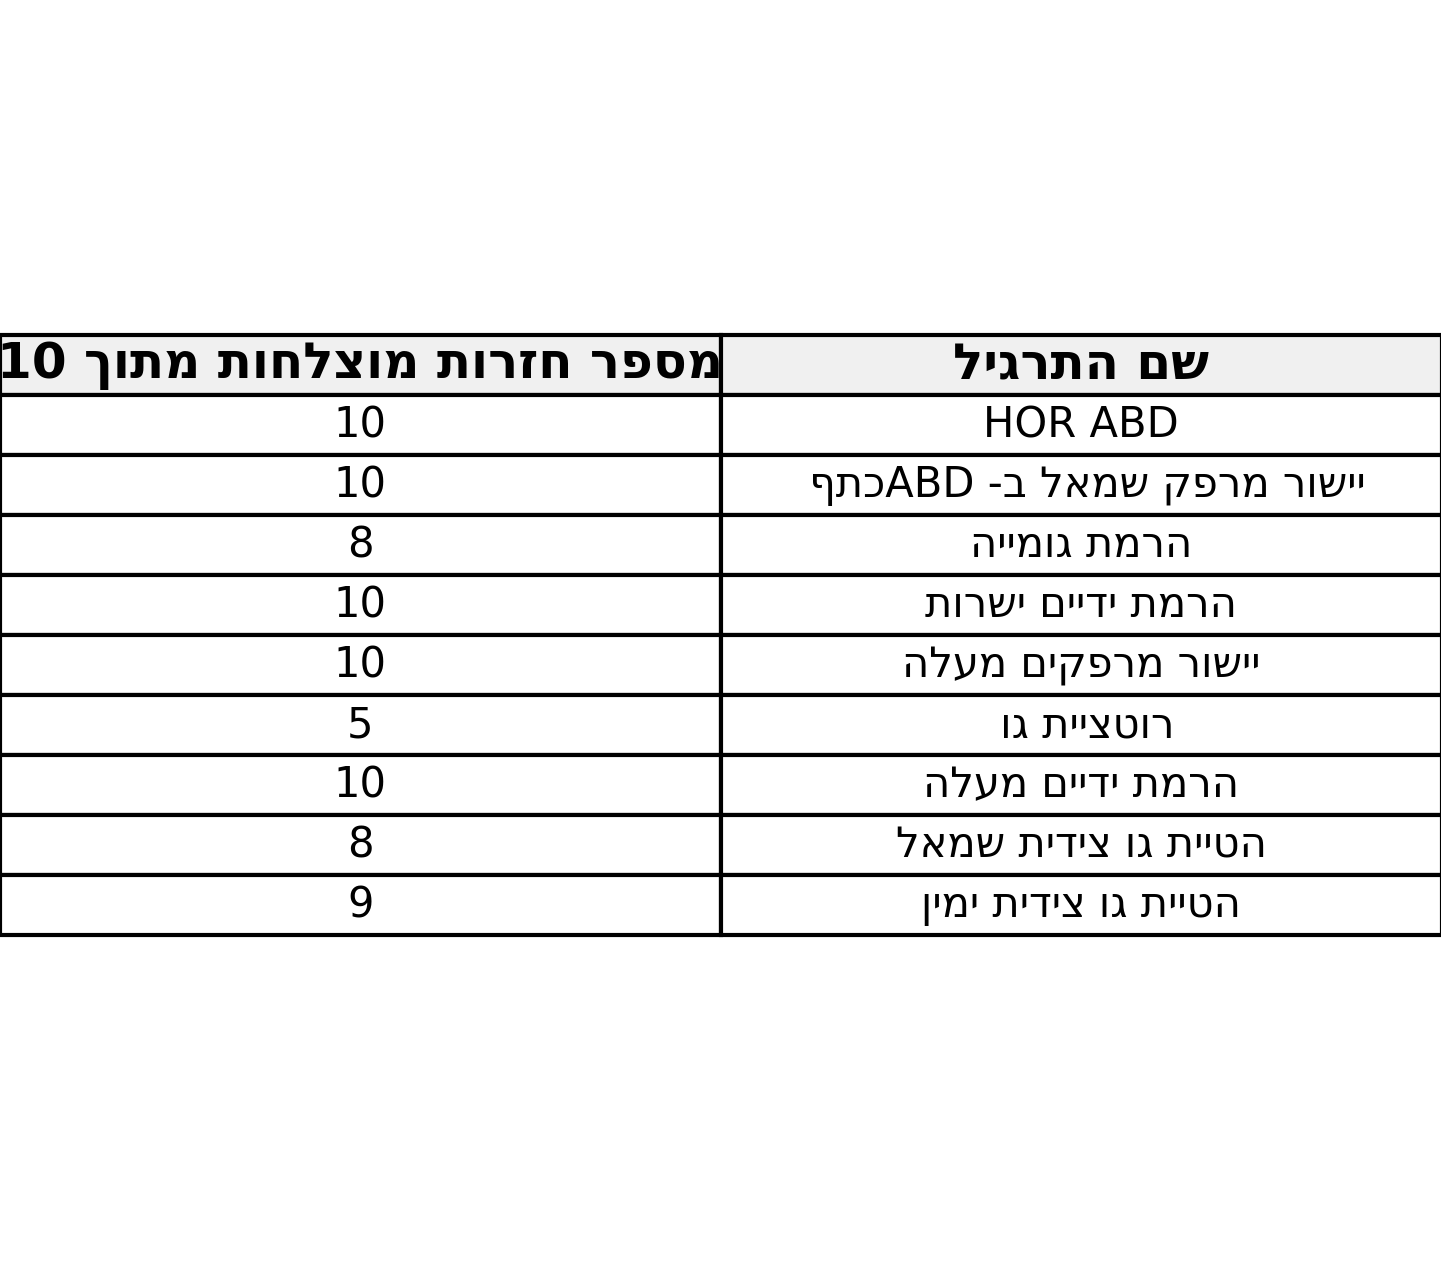 שם התרגיל מספר חזרות מוצלחות מתוך 10
HOR ABD 10
יישור מרפק שמאל ב- ABDכתף 10
הרמת גומייה 8
הרמת ידיים ישרות 10
יישור מרפקים מעלה 10
רוטציית גו 5
הרמת ידיים מעלה 10
הטיית גו צידית שמאל 8
הטיית גו צידית ימין 9